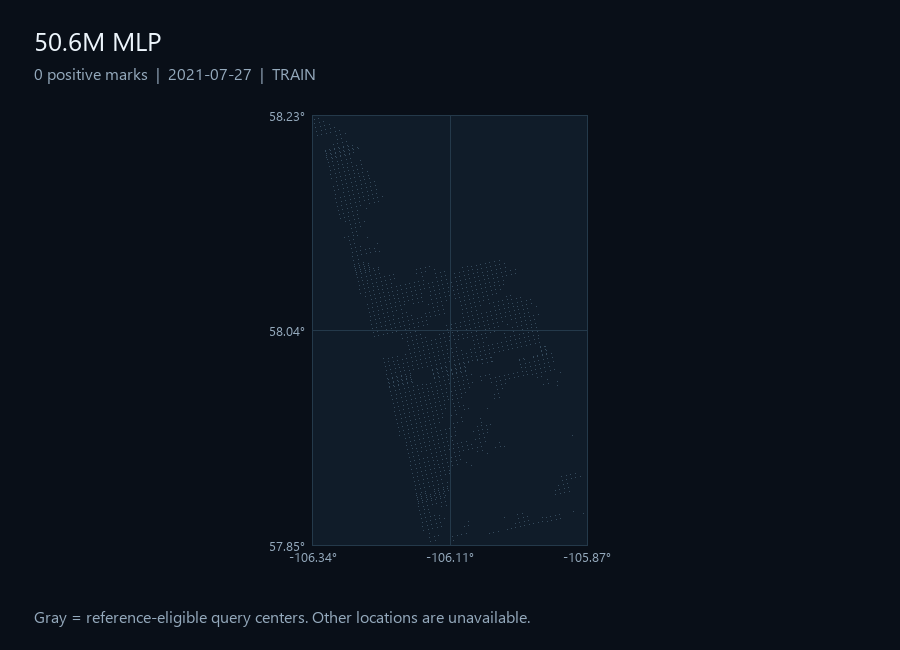 50.6M MLP
0 positive marks | 2021-07-27 | TRAIN
58.23°
58.04°
57.85°
-106.34°
-106.11°
-105.87°
Gray = reference-eligible query centers. Other locations are unavailable.